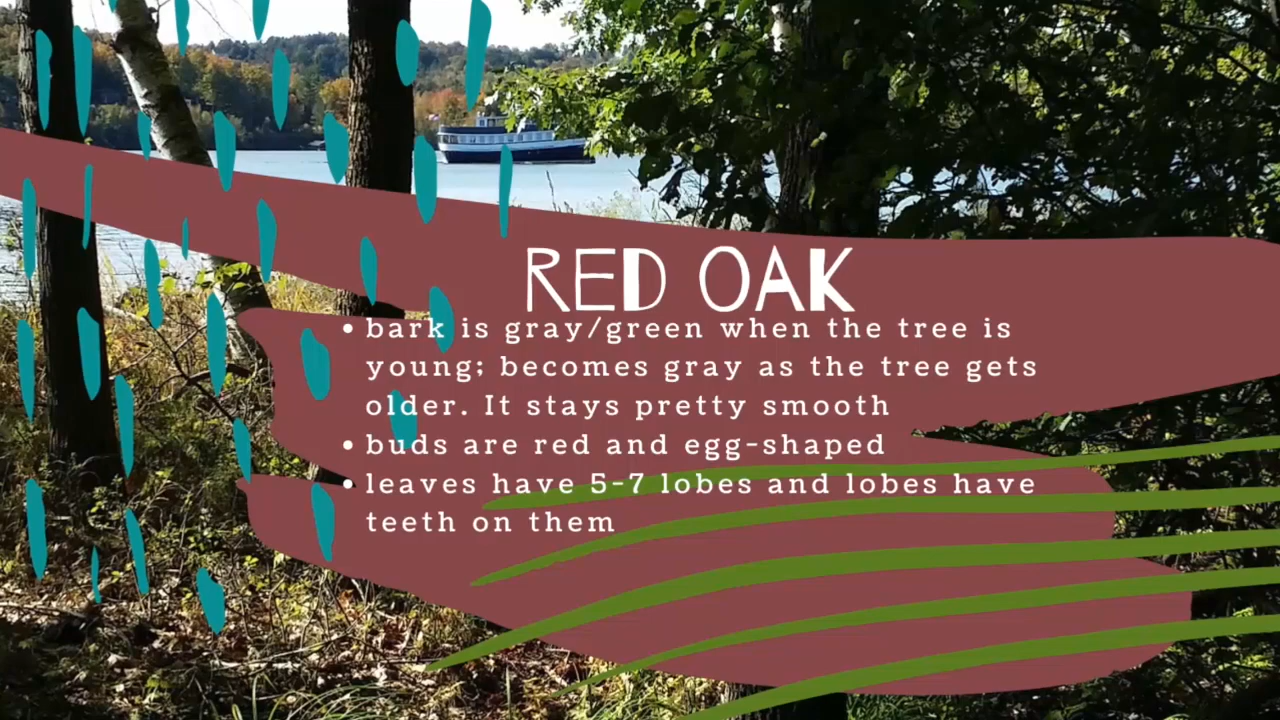 RED OAK
• bark is gray/green when the tree is
young; becomes gray as the tree gets
older. It stays pretty smooth
• buds are red and egg-shaped
• leaves have 5-7 lobes and lobes have
teeth on them